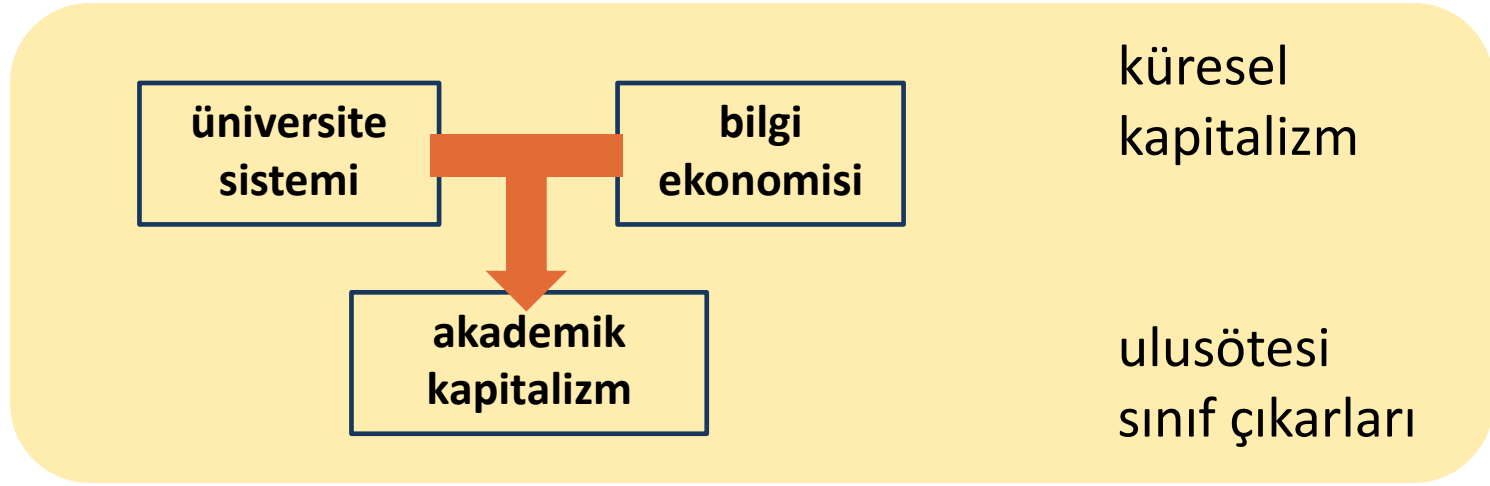 üniversite
sistemi
bilgi
ekonomisi
akademik
kapitalizm
küresel
kapitalizm
ulusötesi
sınıf çıkarları